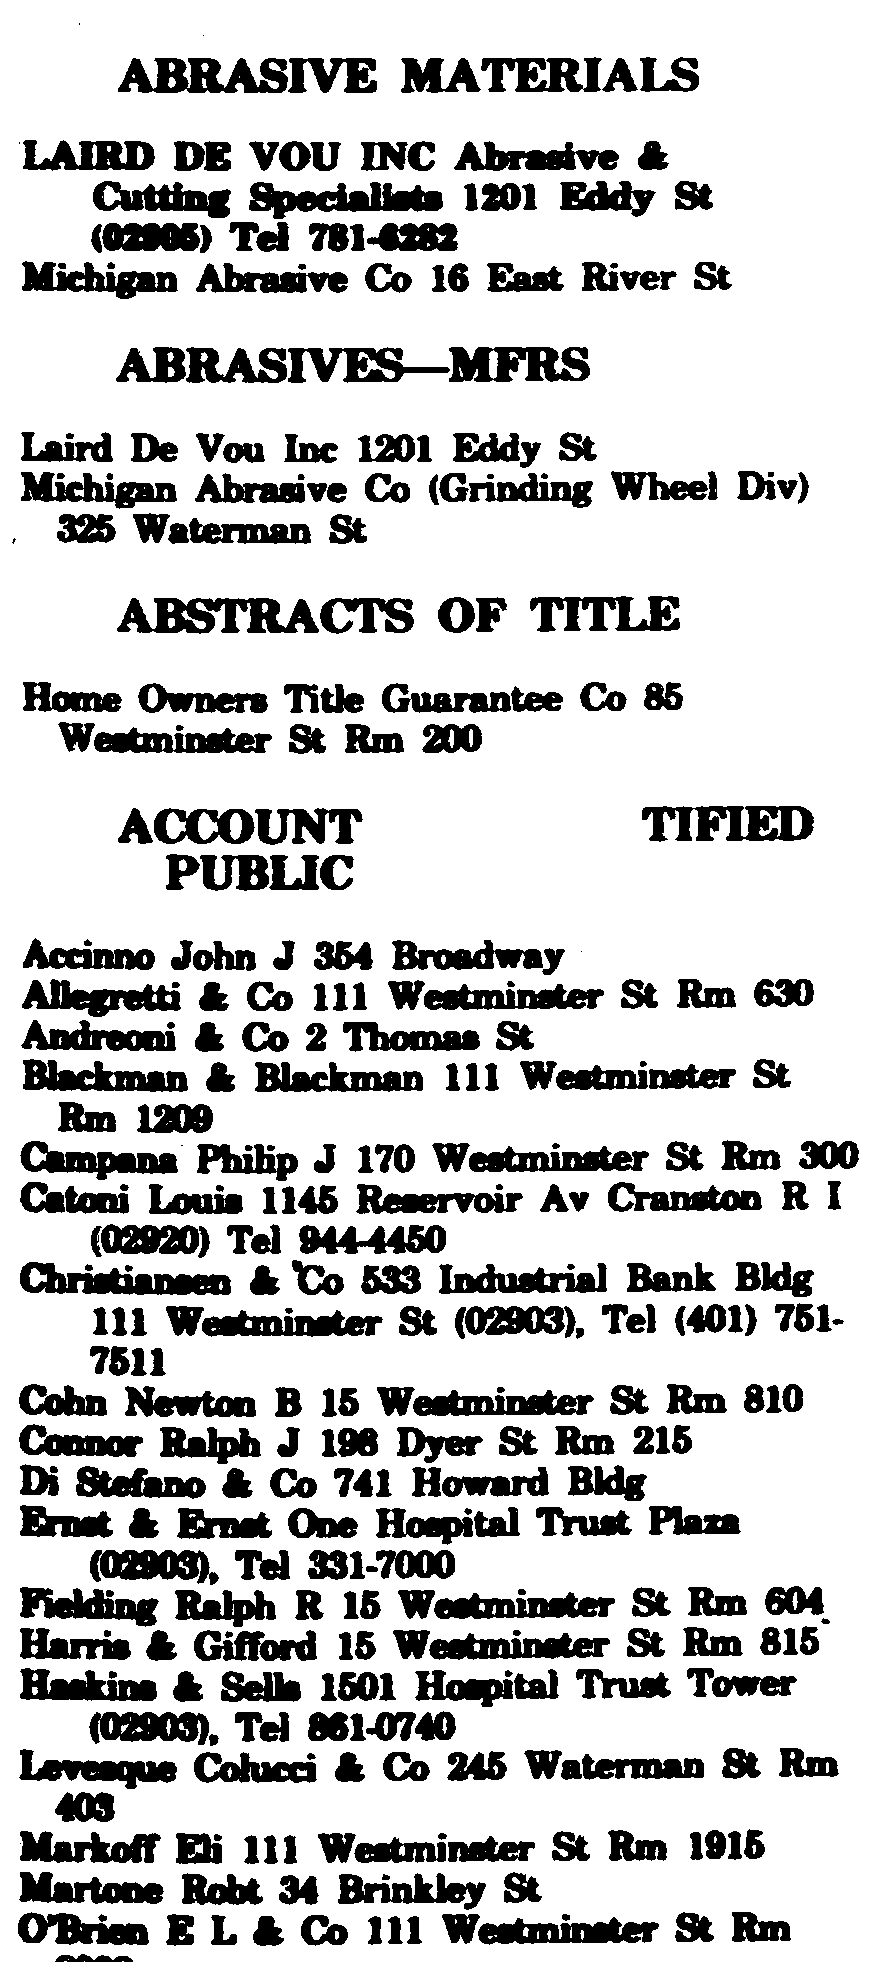 ABRASIVE MATERIALS
LAIRD DE VOU INC Abrasive &
Cutting Specialists 1201 Eddy St
(02905) Tel 781-6282
Michigan Abrasive Co 16 East River St
ABRASIVES—MFRS
Laird De Vou Inc 1201 Eddy St
Michigan Abrasive Co (Grinding Wheel Div)
325 Waterman St
ABSTRACTS OF TITLE
Home Owners Title Guarantee Co 85
Westminster St Rm 200
ACCOUNT TIFIED
PUBLIC
Accinno John J 354 Broadway
Allegretti & Co 111 Westminster St Rm 630
Andreoni & Co 2 Thomas St
Blackman & Blackman 111 Westminster St
Rm 1209
Campana Philip J 170 Westminster St Rm 300
Catoni Louis 1145 Reservoir Av Cranston R I
(02920) Tel 944-4450
Christiansen & Co 533 Industrial Bank Bldg
111 Westminster St (02903), Tel (401) 751-
7511
Cohn Newton B 15 Westminster St Rm 810
Connor Ralph J 198 Dyer St Rm 215
Di Stefano & Co 741 Howard Bldg
Ernst & Ernst One Hospital Trust Plaza
(02903), Tel 331-7000
Fielding Ralph R 15 Westminster St Rm 604
Harris & Gifford 15 Westminster St Rm 815
Haskins & Sells 1501 Hospital Trust Tower
(02903), Tel 861-0740
Levesque Colucci & Co 245 Waterman St Rm
403
Markoff Eli 111 Westminster St Rm 1915
Martone Robt 34 Brinkley St
O'Brien E L & Co 111 Westminster St Rm